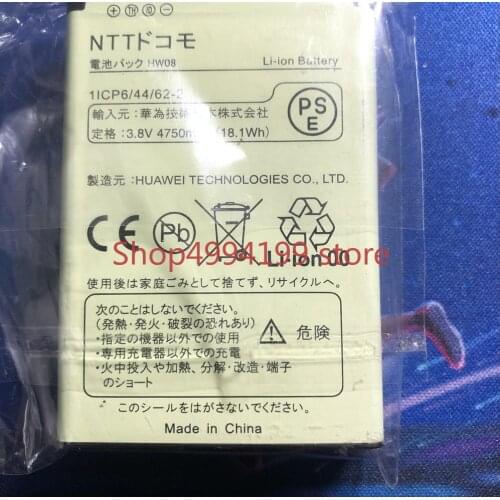 TH ID
NTTドコモ
電池パック HW08
Li-ion Battery
1ICP6/44/62-2
輸入元:華為技術 本株式会社
定格:3.8V 4750m (18.1Wh)
PS
E
製造元:HUAWEI TECHNOLOGIES CO., LTD.
CE
Pb
Li-ion 00
Shop4994199 store
使用後は家庭ごみとして捨てず、リサイクルへ。
次のことはしないでください。
(発熱・発火・破裂の恐れあり)
・指定の機器以外での使用
・専用充電器以外での充電
・火中投入や加熱、分解・改造・端子
のショート
危険
このシールをはがさないでください。
Made in China